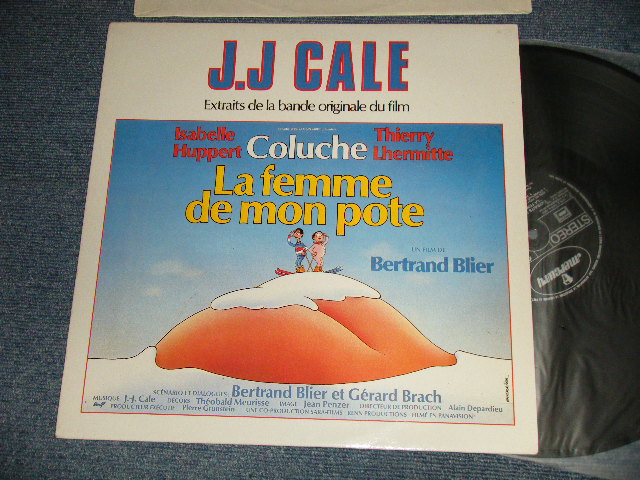 J.J CALE
Extraits de la bande originale du film
Isabelle Huppert
Coluche
Thierry Lhermitte
La femme
de mon pote
UN FILM DE
Bertrand Blier
SCÉNARIO ET DIALOGUES Bertrand Blier et Gérard Brach
MUSIQUE J.-J. Cale DÉCORS Théobald Meurisse IMAGE Jean Penzer DIRECTEUR DE PRODUCTION Alain Depardieu
PRODUCTEUR EXÉCUTIF Pierre Grunstein UNE CO-PRODUCTION SARA-FILMS RENN PRODUCTIONS FILMÉ EN PANAVISION
STEREO
mercury